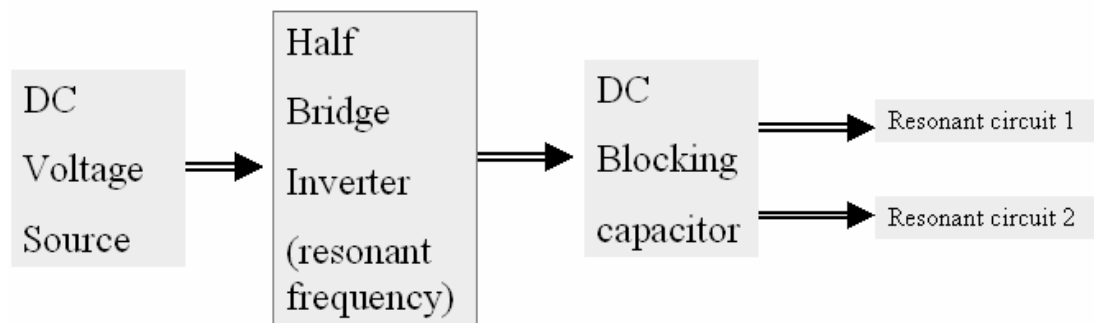 DC
Voltage
Source
Half
Bridge
Inverter
(resonant
frequency)
DC
Blocking
capacitor
Resonant circuit 1
Resonant circuit 2